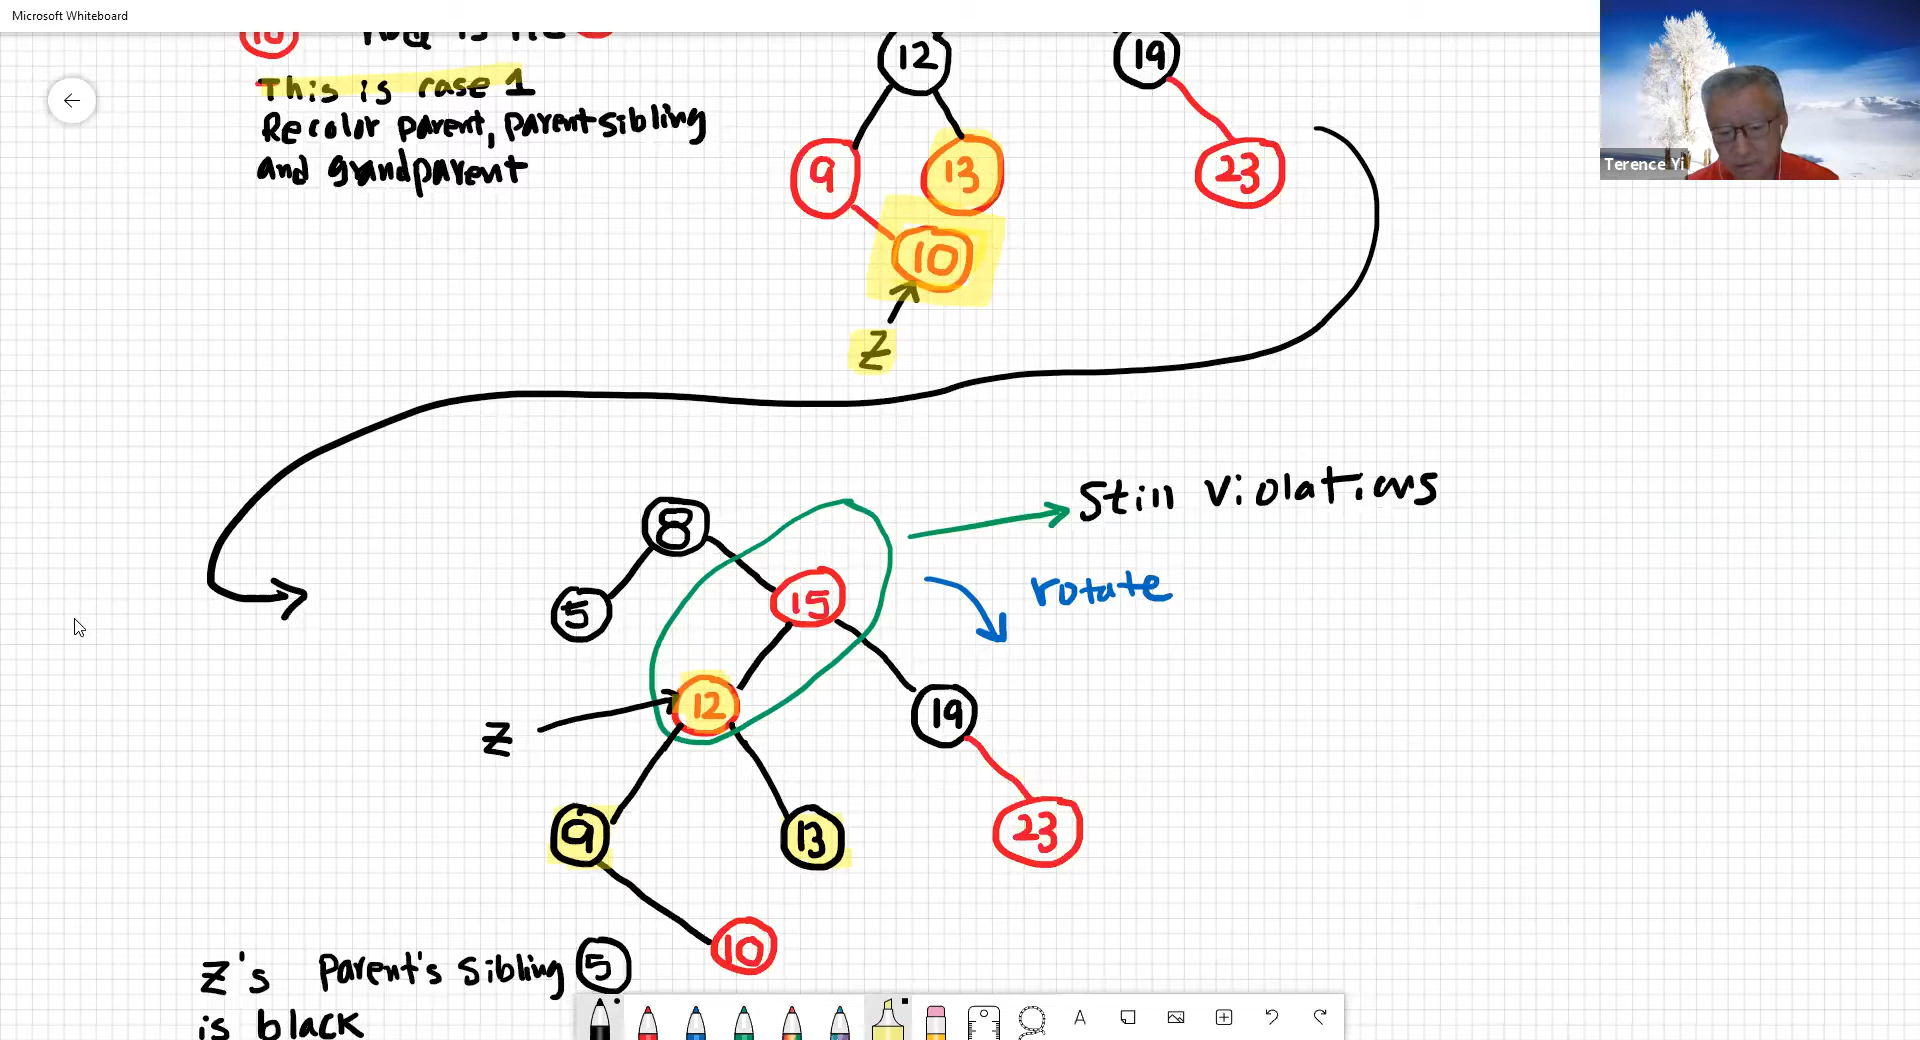 Microsoft Whiteboard
This is case 1
Recolor parent, parent sibling
and grandparent
12
19
9
13
23
10
Z
Terence Yi
Still violations
8
15
rotate
5
12
Z
19
9
13
23
10
Z's parent's sibling 5
is black
A